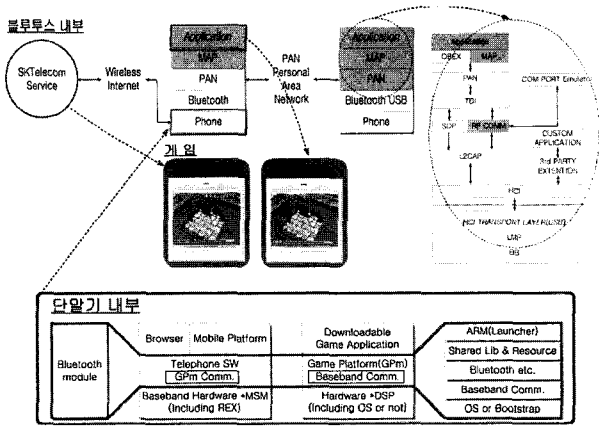 블루투스 내부
SKTelecom
Service
Wireless
Internet
Application
MAP
PAN
Bluetooth
Phone
PAN
Personal
Area
Network
MAP
PAN
Bluetooth USB
Phone
OBEX
MAP
PAN
TDI
COM PORT Emulator
SDP
RFCOMM
CUSTOM
APPLICATION
L2CAP
3rd PARTY
EXTENTION
HCI
HCI TRANSPORT LAYER(USB)
LMP
BB
게 임
단말기 내부
Bluetooth
module
Browser
Mobile Platform
Telephone SW
GPm Comm.
Baseband Hardware +MSM
(Including REX)
Downloadable
Game Application
Game Platform(GPm)
Baseband Comm.
Hardware +DSP
(Including OS or not)
ARM(Launcher)
Shared Lib & Resource
Bluetooth etc.
Baseband Comm.
OS or Bootstrap